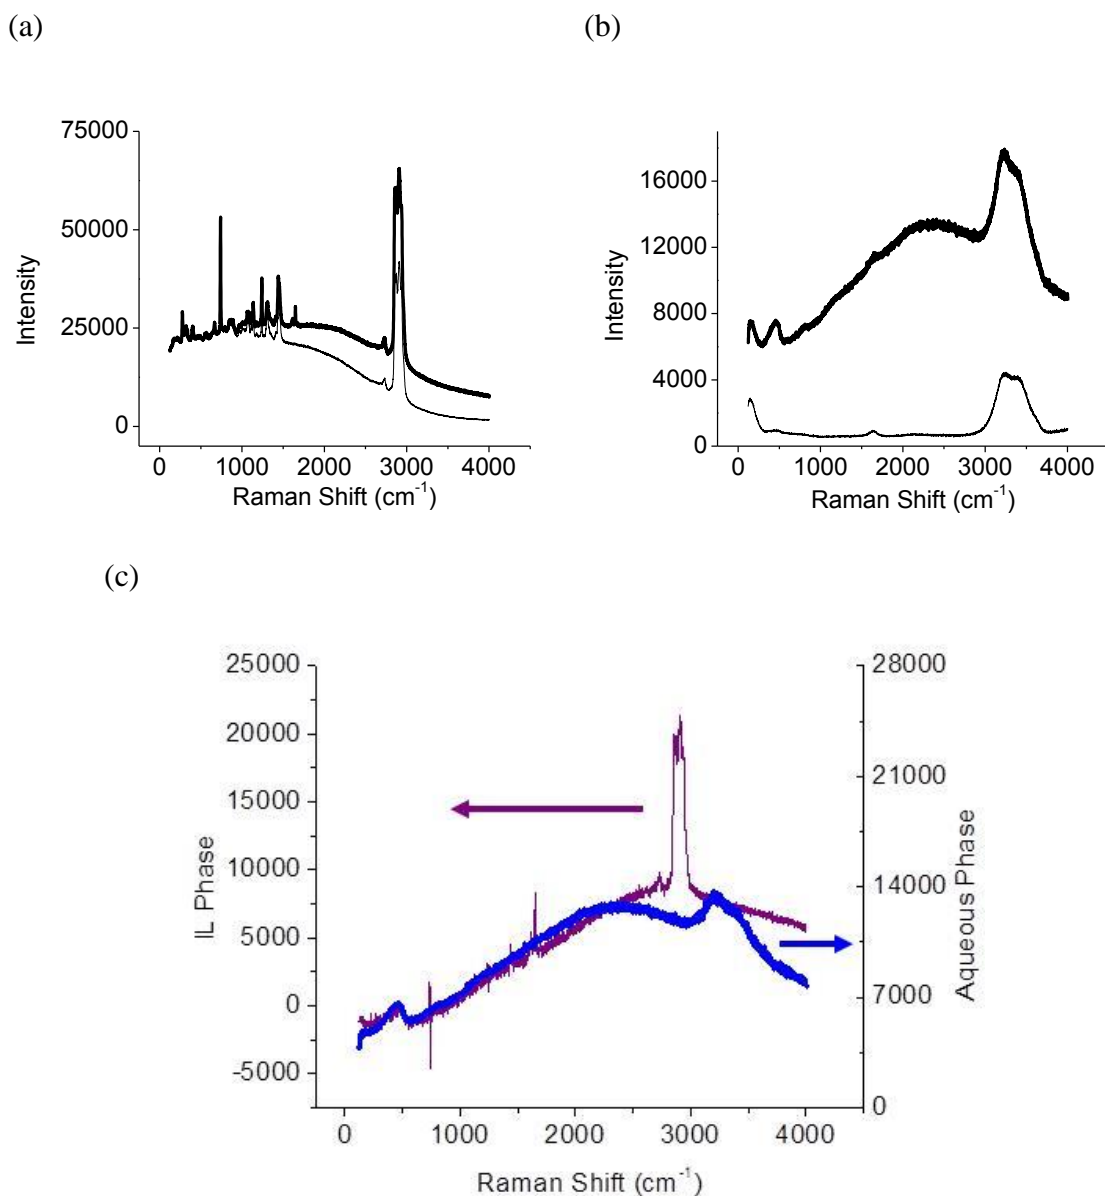 (a)
(b)
75000
50000
25000
0
Intensity
0 1000 2000 3000 4000
Raman Shift (cm⁻¹)
16000
12000
8000
4000
0
Intensity
0 1000 2000 3000 4000
Raman Shift (cm⁻¹)
(c)
25000
20000
15000
10000
5000
0
-5000
IL Phase
28000
21000
14000
7000
0
Aqueous Phase
0 1000 2000 3000 4000
Raman Shift (cm⁻¹)